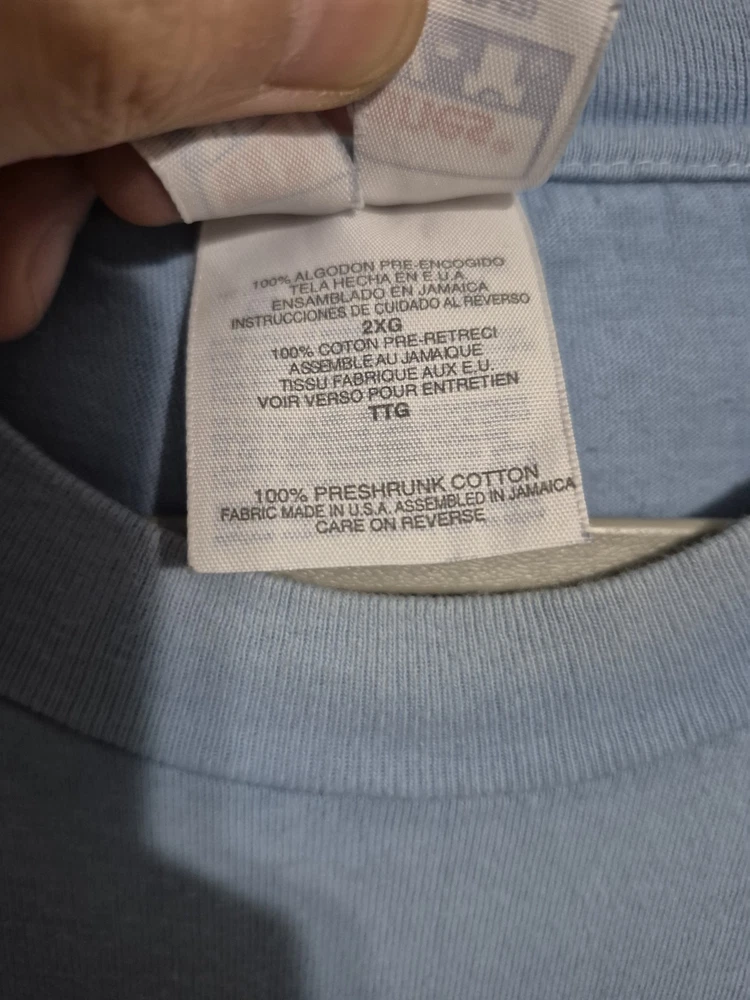 100% ALGODON PRE-ENCOGIDO
TELA HECHA EN E.U.A.
ENSAMBLADO EN JAMAICA
INSTRUCCIONES DE CUIDADO AL REVERSO
2XG
100% COTON PRE-RETRECI
ASSEMBLE AU JAMAIQUE
TISSU FABRIQUE AUX E.U.
VOIR VERSO POUR ENTRETIEN
TTG
100% PRESHRUNK COTTON
FABRIC MADE IN U.S.A. ASSEMBLED IN JAMAICA
CARE ON REVERSE